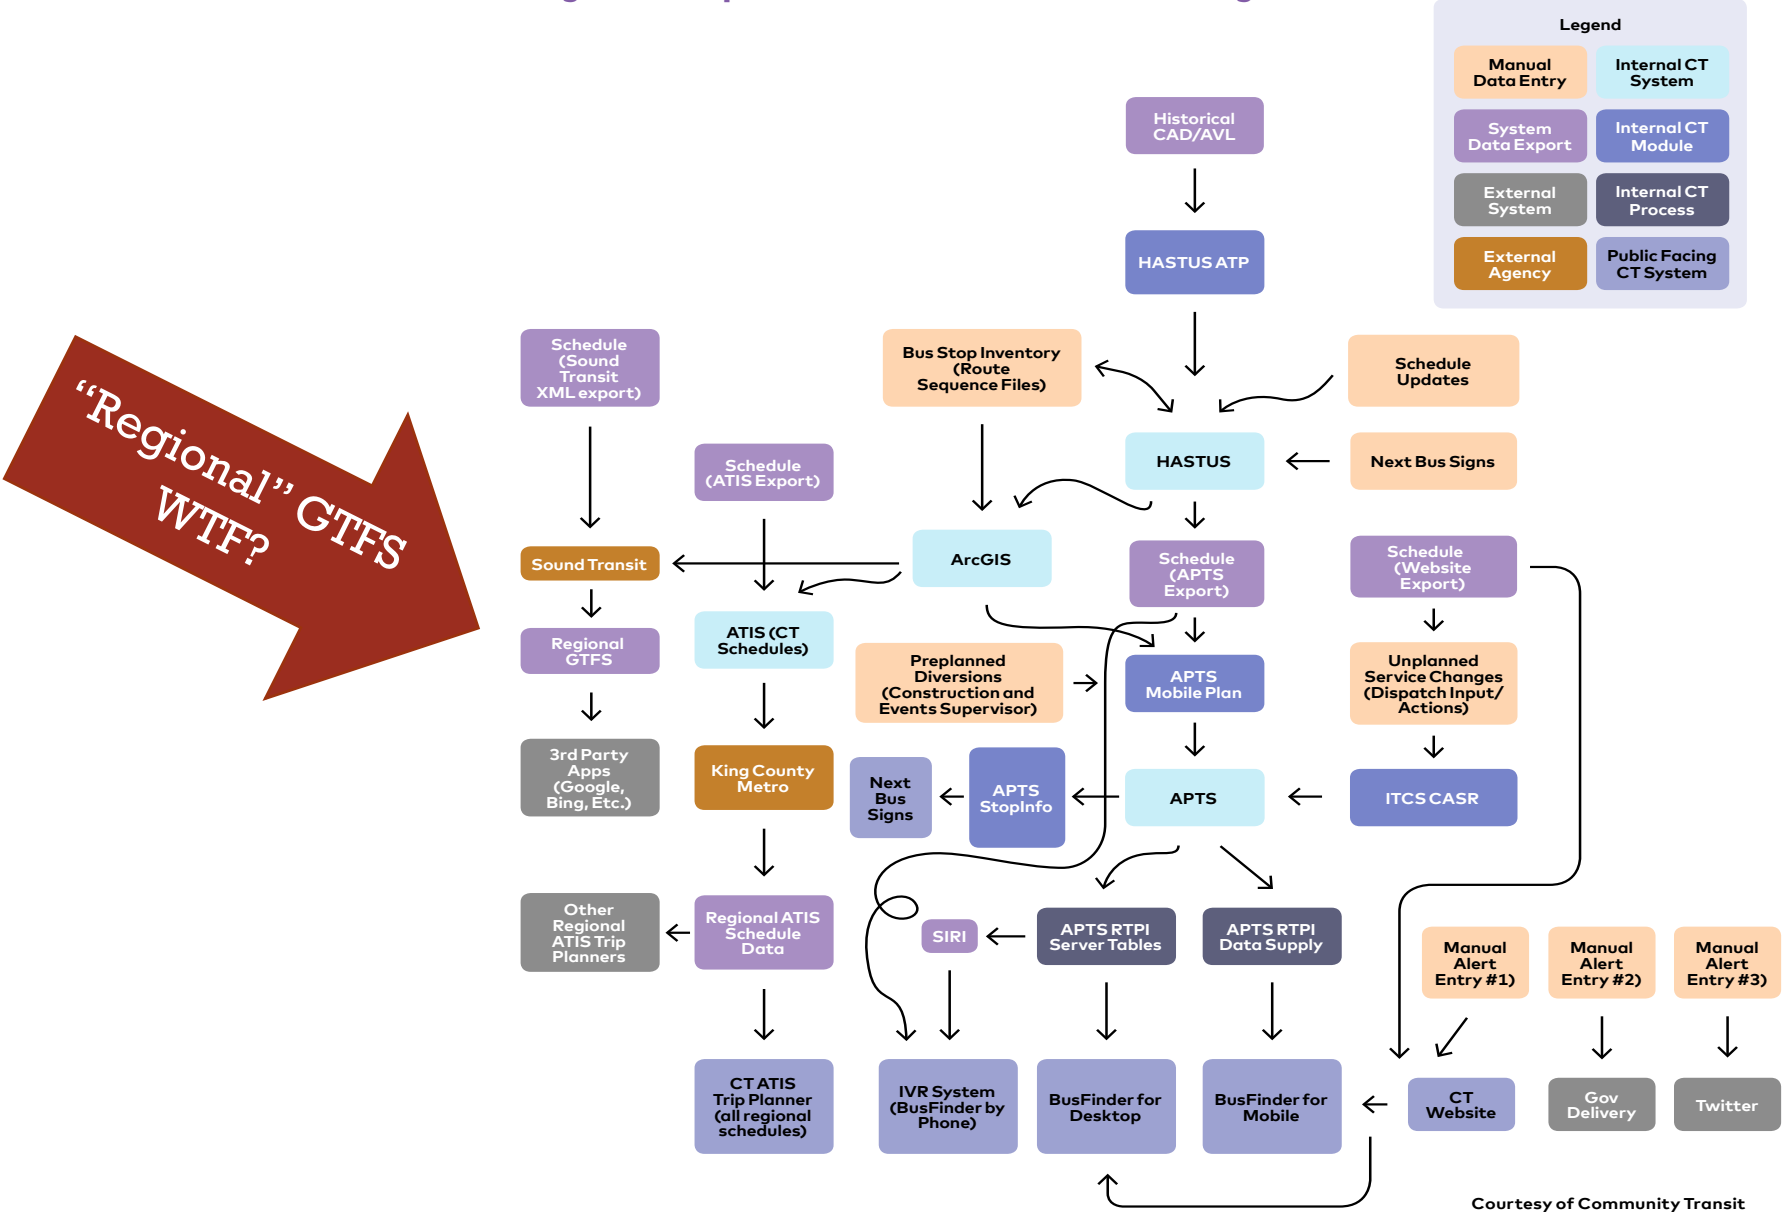 Legend
Manual
Data Entry
Internal CT
System
System
Data Export
Internal CT
Module
External
System
Internal CT
Process
External
Agency
Public Facing
CT System
Historical
CAD/AVL
HASTUS ATP
Schedule
(Sound
Transit
XML export)
Bus Stop Inventory
(Route
Sequence Files)
Schedule
Updates
"Regional" GTFS
WTF?
Schedule
(ATIS Export)
HASTUS
Next Bus Signs
Sound Transit
ArcGIS
Schedule
(APTS
Export)
Schedule
(Website
Export)
Regional
GTFS
ATIS (CT
Schedules)
Preplanned
Diversions
(Construction and
Events Supervisor)
APTS
Mobile Plan
Unplanned
Service Changes
(Dispatch Input/
Actions)
3rd Party
Apps
(Google,
Bing, Etc.)
King County
Metro
Next
Bus
Signs
APTS
StopInfo
APTS
ITCS CASR
Other
Regional
ATIS Trip
Planners
Regional ATIS
Schedule
Data
SIRI
APTS RTPI
Server Tables
APTS RTPI
Data Supply
Manual
Alert
Entry #1)
Manual
Alert
Entry #2)
Manual
Alert
Entry #3)
CT ATIS
Trip Planner
(all regional
schedules)
IVR System
(BusFinder by
Phone)
BusFinder for
Desktop
BusFinder for
Mobile
CT
Website
Gov
Delivery
Twitter
Courtesy of Community Transit